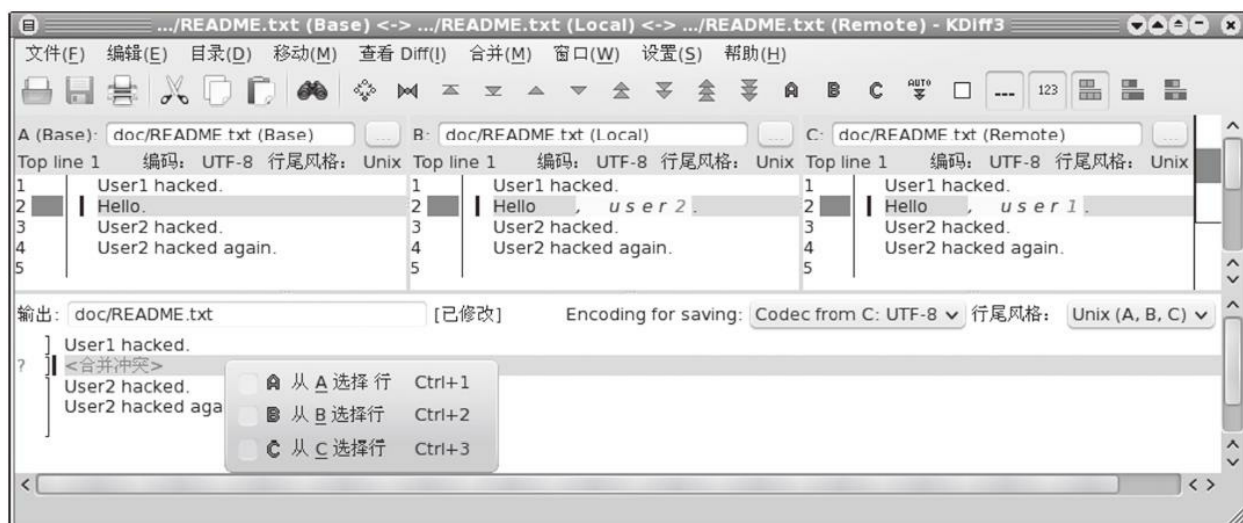 .../README.txt (Base) <-> .../README.txt (Local) <-> .../README.txt (Remote) - KDiff3
文件(F) 编辑(E) 目录(D) 移动(M) 查看 Diff(I) 合并(M) 窗口(W) 设置(S) 帮助(H)
A B C AUTO --- 123
A (Base): doc/README.txt (Base) ... B: doc/README.txt (Local) ... C: doc/README.txt (Remote) ...
Top line 1 编码: UTF-8 行尾风格: Unix Top line 1 编码: UTF-8 行尾风格: Unix Top line 1 编码: UTF-8 行尾风格: Unix
1 User1 hacked. 1 User1 hacked. 1 User1 hacked.
2 Hello. 2 Hello, user2. 2 Hello, user1.
3 User2 hacked. 3 User2 hacked. 3 User2 hacked.
4 User2 hacked again. 4 User2 hacked again. 4 User2 hacked again.
5 5 5
输出: doc/README.txt [已修改] Encoding for saving: Codec from C: UTF-8 行尾风格: Unix (A, B, C)
User1 hacked.
? <合并冲突>
User2 hacked.
User2 hacked aga
A 从 A 选择 行 Ctrl+1
B 从 B 选择行 Ctrl+2
C 从 C 选择行 Ctrl+3